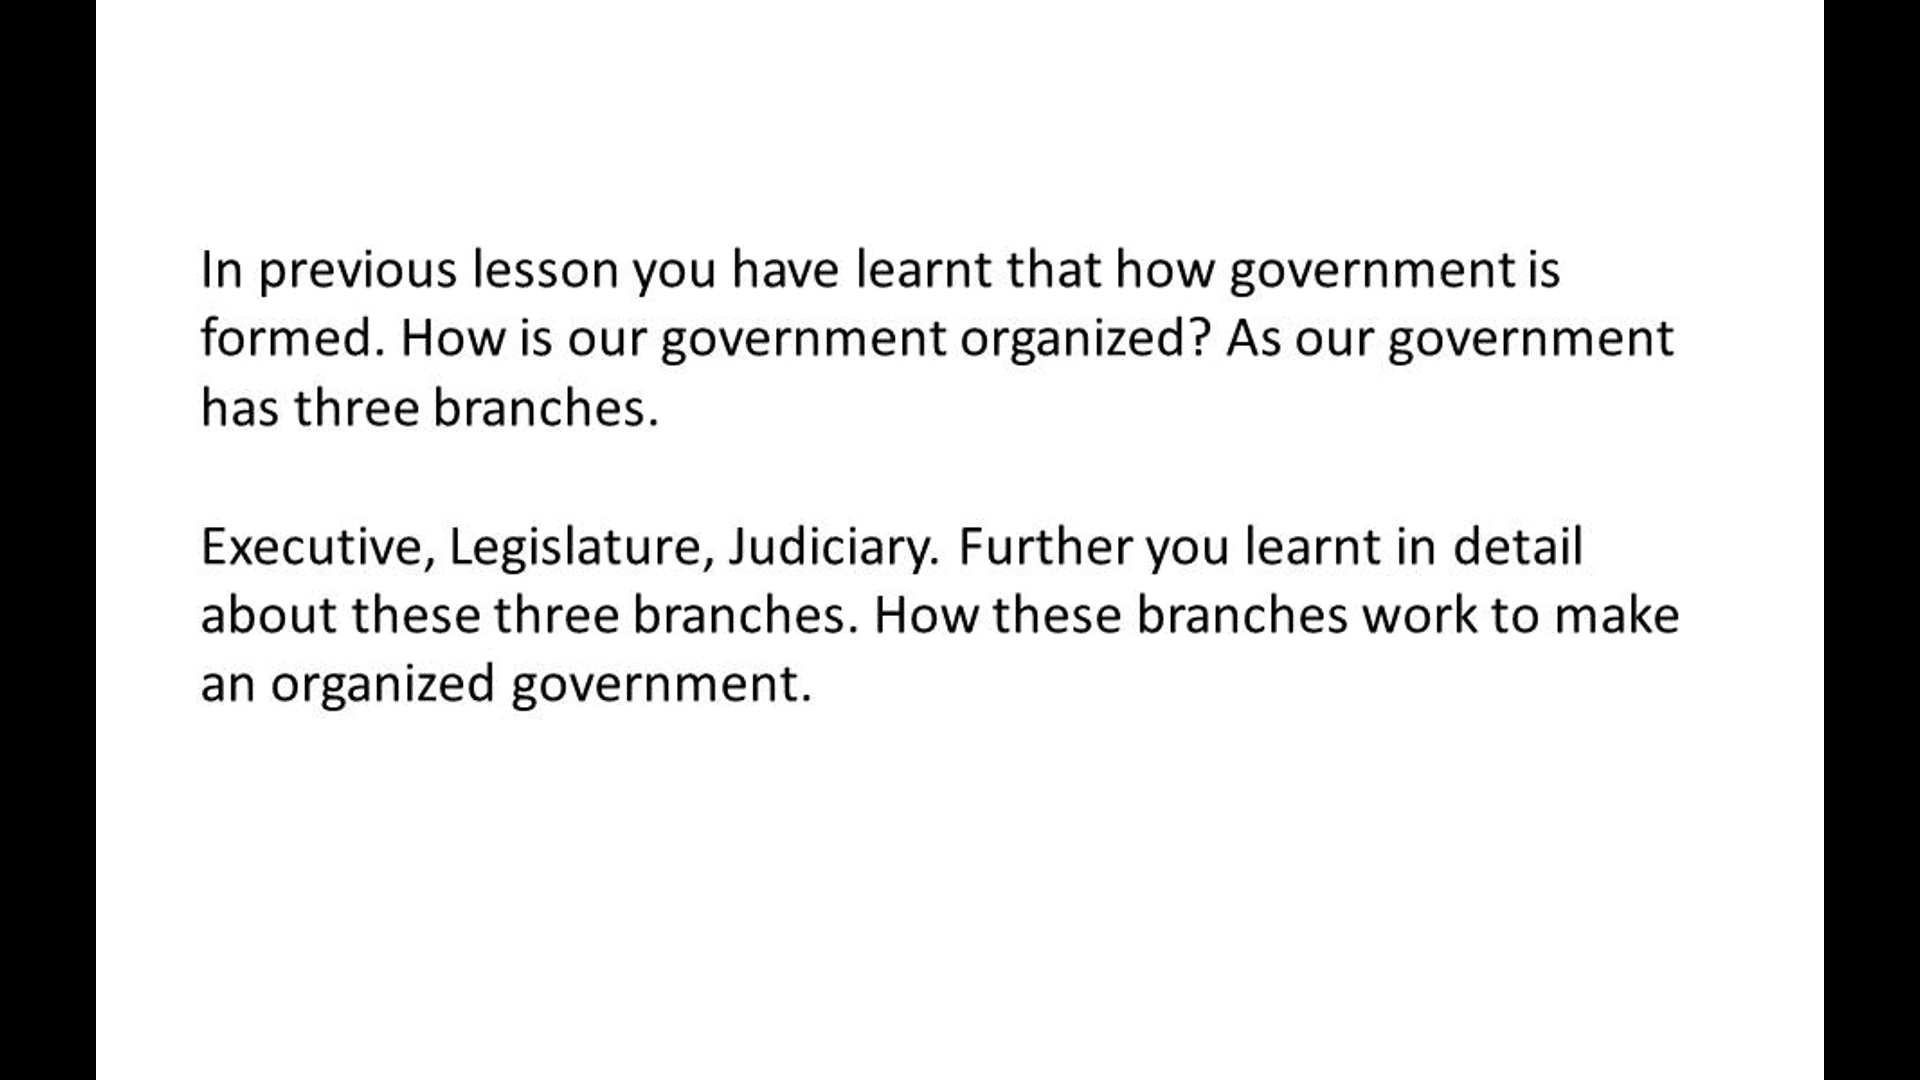 In previous lesson you have learnt that how government is
formed. How is our government organized? As our government
has three branches.
Executive, Legislature, Judiciary. Further you learnt in detail
about these three branches. How these branches work to make
an organized government.